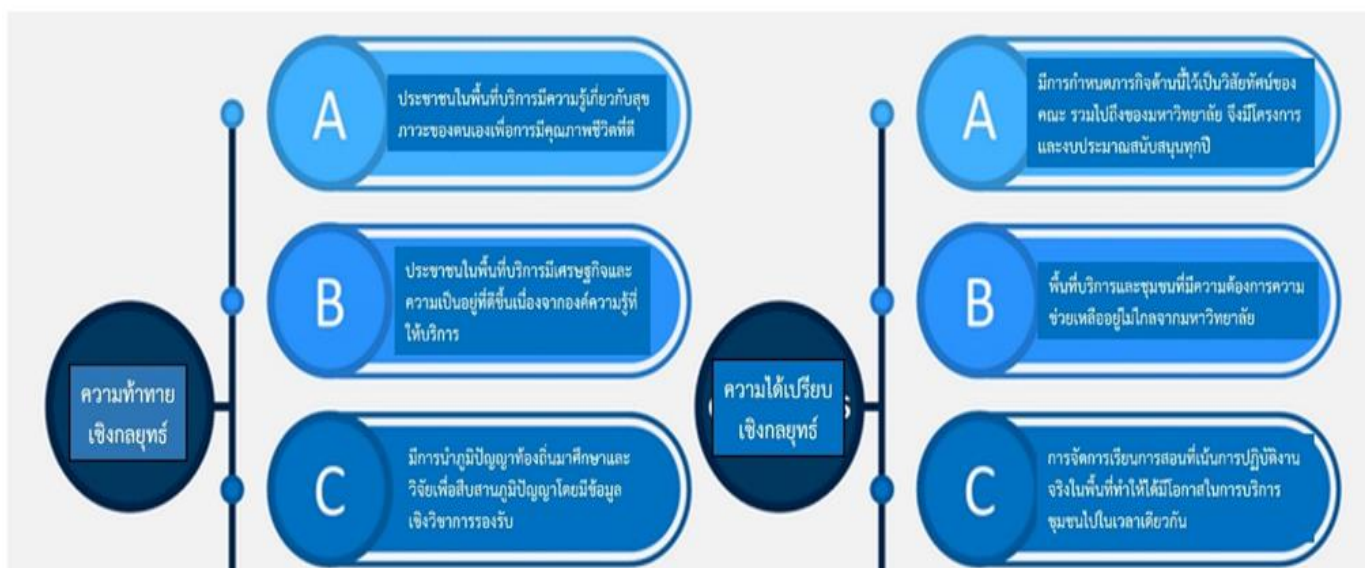 ความท้าทาย
เชิงกลยุทธ์
A
ประชาชนในพื้นที่บริการมีความรู้เกี่ยวกับสุข
ภาวะของตนเองเพื่อการมีคุณภาพชีวิตที่ดี
B
ประชาชนในพื้นที่บริการมีเศรษฐกิจและ
ความเป็นอยู่ที่ดีขึ้นเนื่องจากองค์ความรู้ที่
ให้บริการ
C
มีการนำภูมิปัญญาท้องถิ่นมาศึกษาและ
วิจัยเพื่อสืบสานภูมิปัญญาโดยมีข้อมูล
เชิงวิชาการรองรับ
ความได้เปรียบ
เชิงกลยุทธ์
A
มีการกำหนดภารกิจด้านนี้ไว้เป็นวิสัยทัศน์ของ
คณะ รวมไปถึงของมหาวิทยาลัย จึงมีโครงการ
และงบประมาณสนับสนุนทุกปี
B
พื้นที่บริการและชุมชนที่มีความต้องการความ
ช่วยเหลืออยู่ไม่ไกลจากมหาวิทยาลัย
C
การจัดการเรียนการสอนที่เน้นการปฏิบัติงาน
จริงในพื้นที่ทำให้ได้มีโอกาสในการบริการ
ชุมชนไปในเวลาเดียวกัน